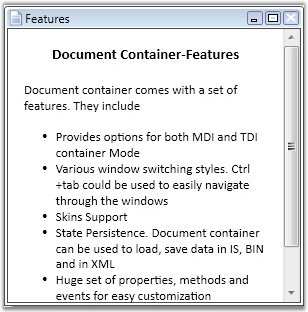 Features
Document Container-Features
Document container comes with a set of
features. They include
• Provides options for both MDI and TDI
container Mode
• Various window switching styles. Ctrl
+tab could be used to easily navigate
through the windows
• Skins Support
• State Persistence. Document container
can be used to load, save data in IS, BIN
and in XML
• Huge set of properties, methods and
events for easy customization